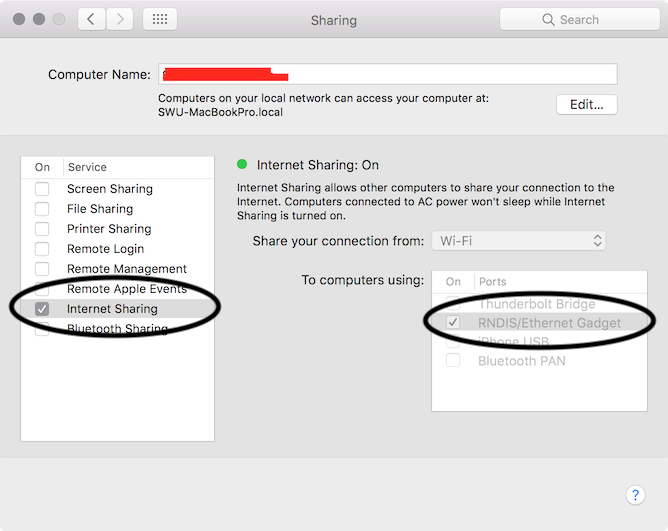 Sharing
Search
Computer Name:
Computers on your local network can access your computer at:
SWU-MacBookPro.local
Edit...
On Service
Screen Sharing
File Sharing
Printer Sharing
Remote Login
Remote Management
Remote Apple Events
Internet Sharing
Bluetooth Sharing
Internet Sharing: On
Internet Sharing allows other computers to share your connection to the
Internet. Computers connected to AC power won't sleep while Internet
Sharing is turned on.
Share your connection from: Wi-Fi
To computers using:
On Ports
Thunderbolt Bridge
RNDIS/Ethernet Gadget
iPhone USB
Bluetooth PAN
?